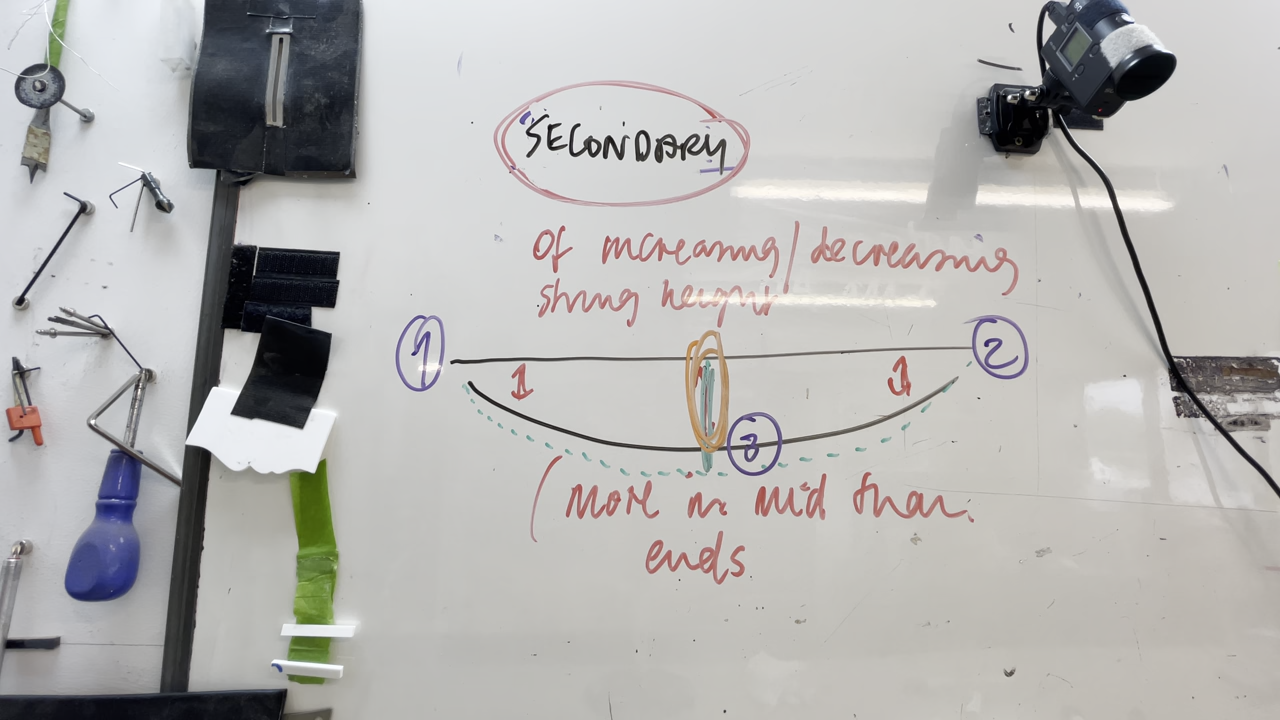 SECONDARY
Of increasing/decreasing
string height
1
2
1
1
3
(More in mid than
ends